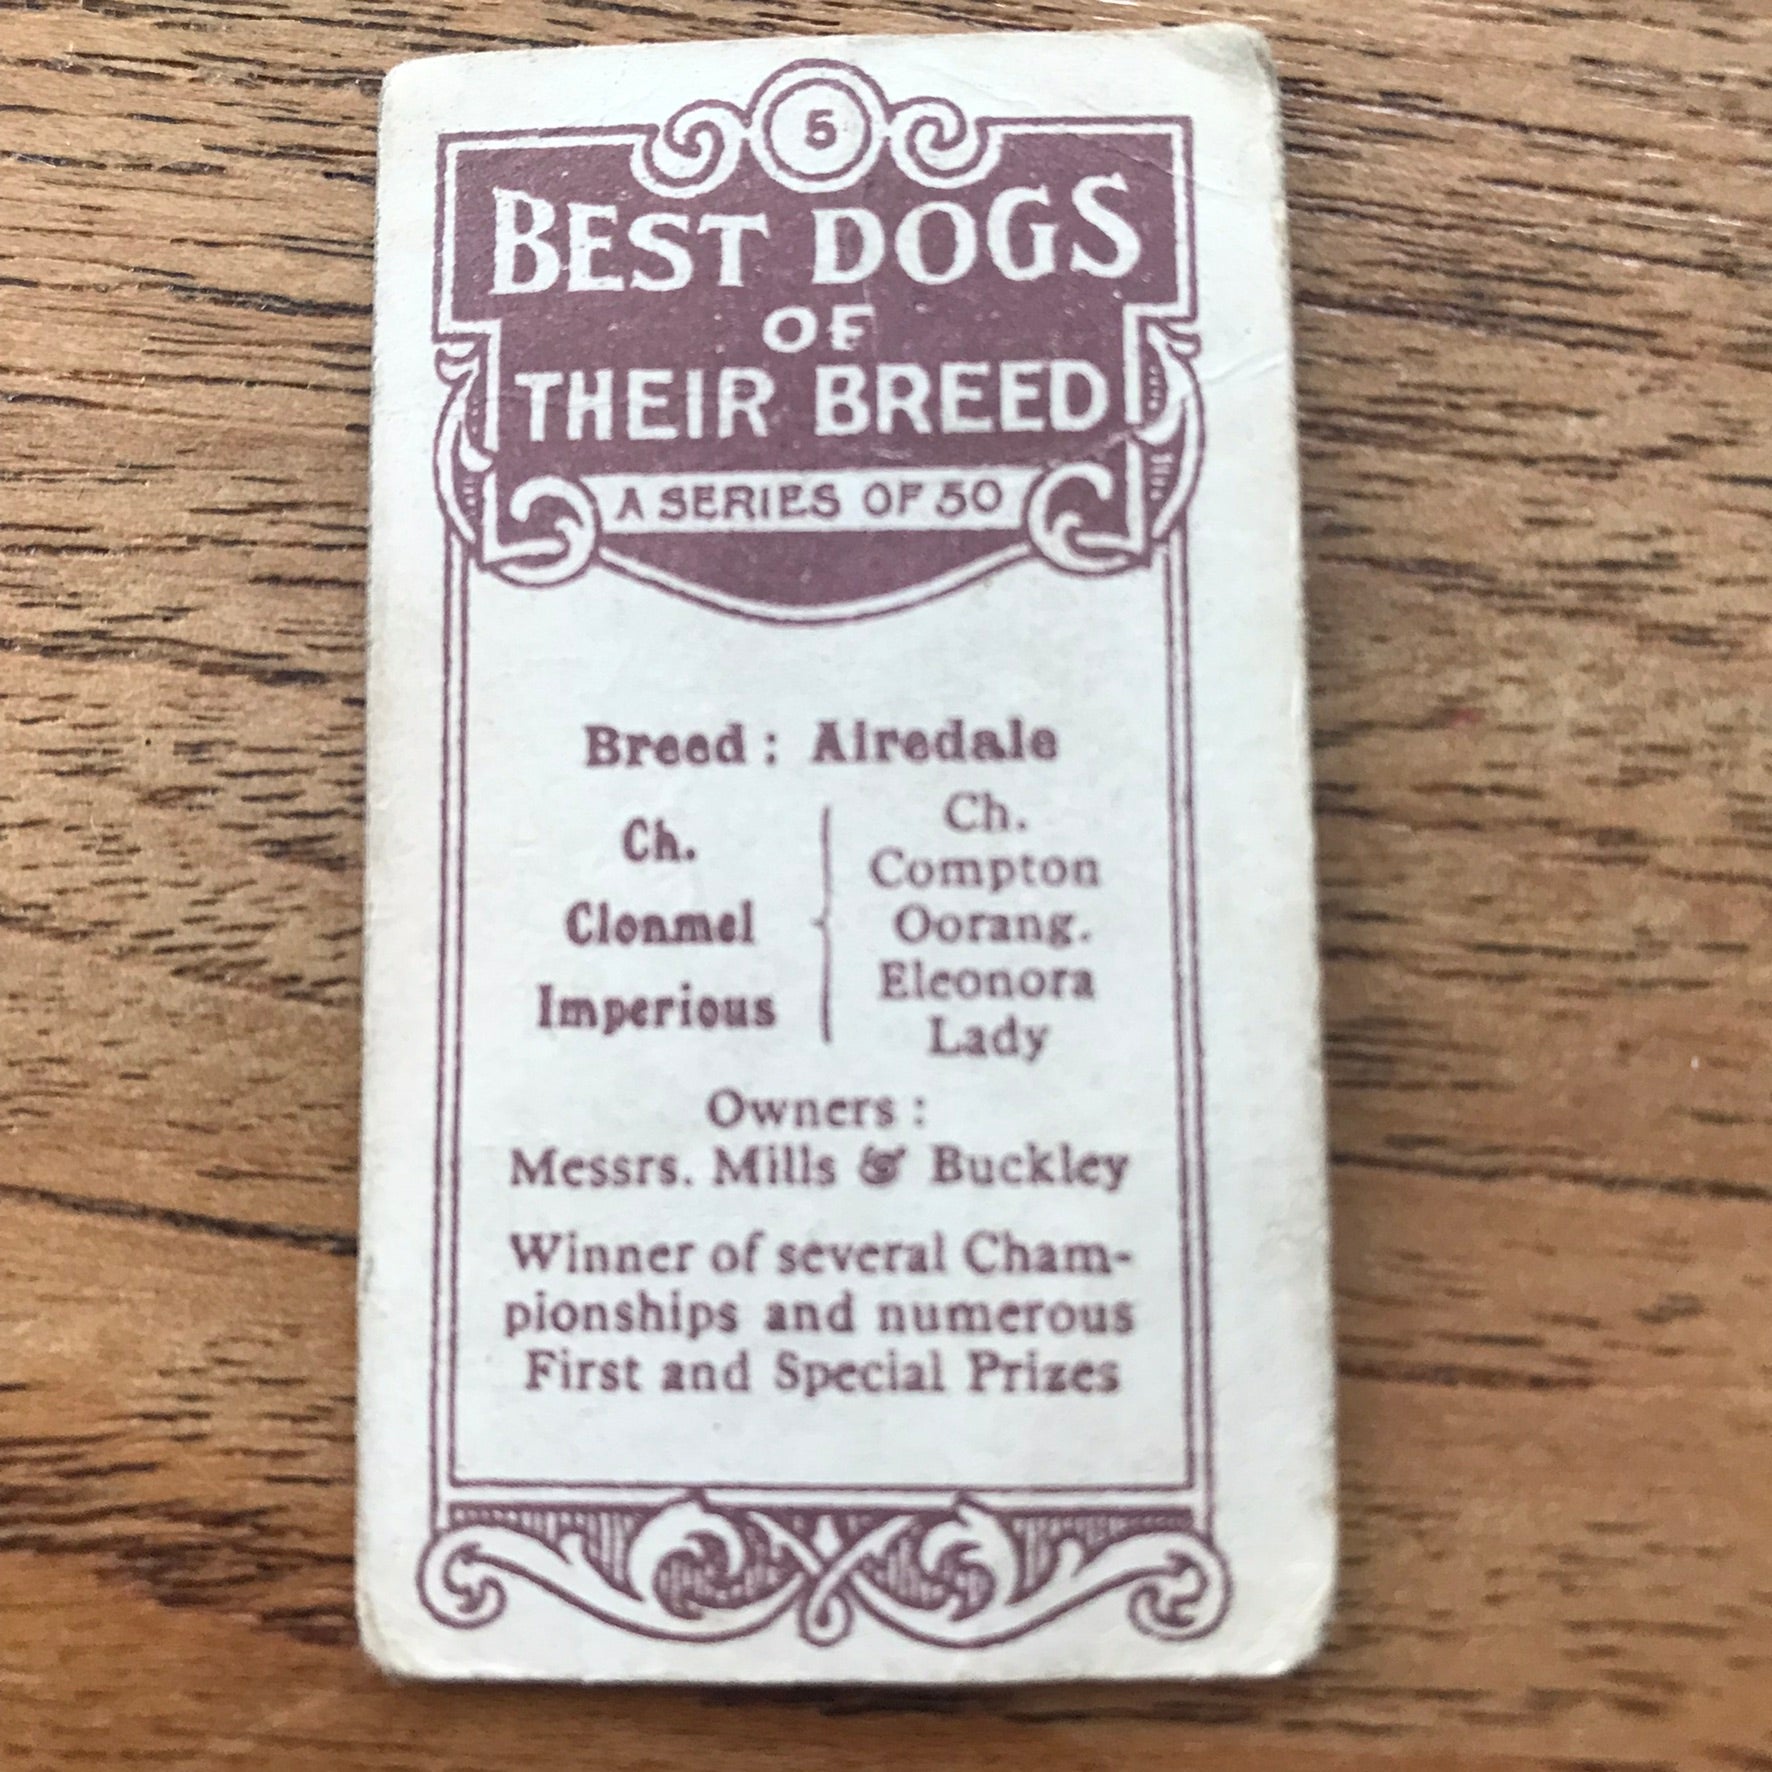 5
BEST DOGS
OF
THEIR BREED
A SERIES OF 50
Breed : Airedale
Ch.
Clonmel
Imperious
Ch.
Compton
Oorang.
Eleonora
Lady
Owners :
Messrs. Mills & Buckley
Winner of several Cham-
pionships and numerous
First and Special Prizes